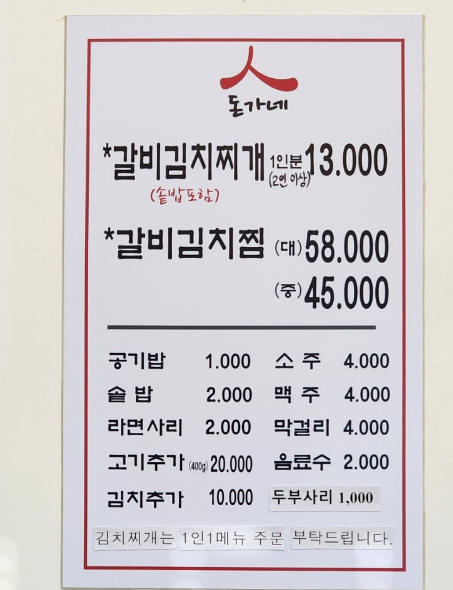 돈가네
*갈비김치찌개 1인분 13.000
(2인 이상)
(솥밥포함)
*갈비김치찜 (대) 58.000
(중) 45.000
공기밥 1.000 소 주 4.000
솥 밥 2.000 맥 주 4.000
라면사리 2.000 막걸리 4.000
고기추가 (400g) 20.000 음료수 2.000
김치추가 10.000 두부사리 1,000
김치찌개는 1인1메뉴 주문 부탁드립니다.